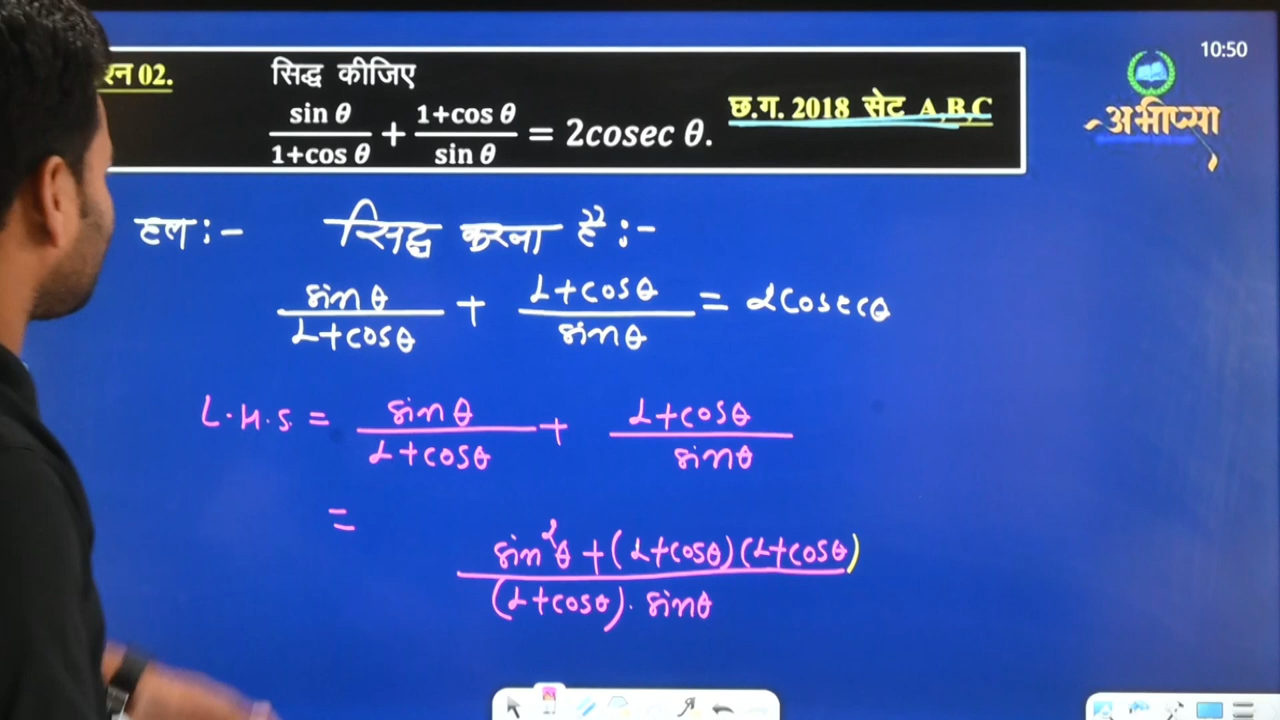 रन 02. सिद्ध कीजिए
sin θ/1+cos θ + 1+cos θ/sin θ = 2cosec θ.
छ.ग. 2018 सेट A,B,C
10:50
अभीप्सा
हल :- सिद्ध करना है :-
sinθ/1+cosθ + 1+cosθ/sinθ = 2cosecθ
L.H.S. = sinθ/1+cosθ + 1+cosθ/sinθ
= sin²θ + (1+cosθ)(1+cosθ)/(1+cosθ). sinθ